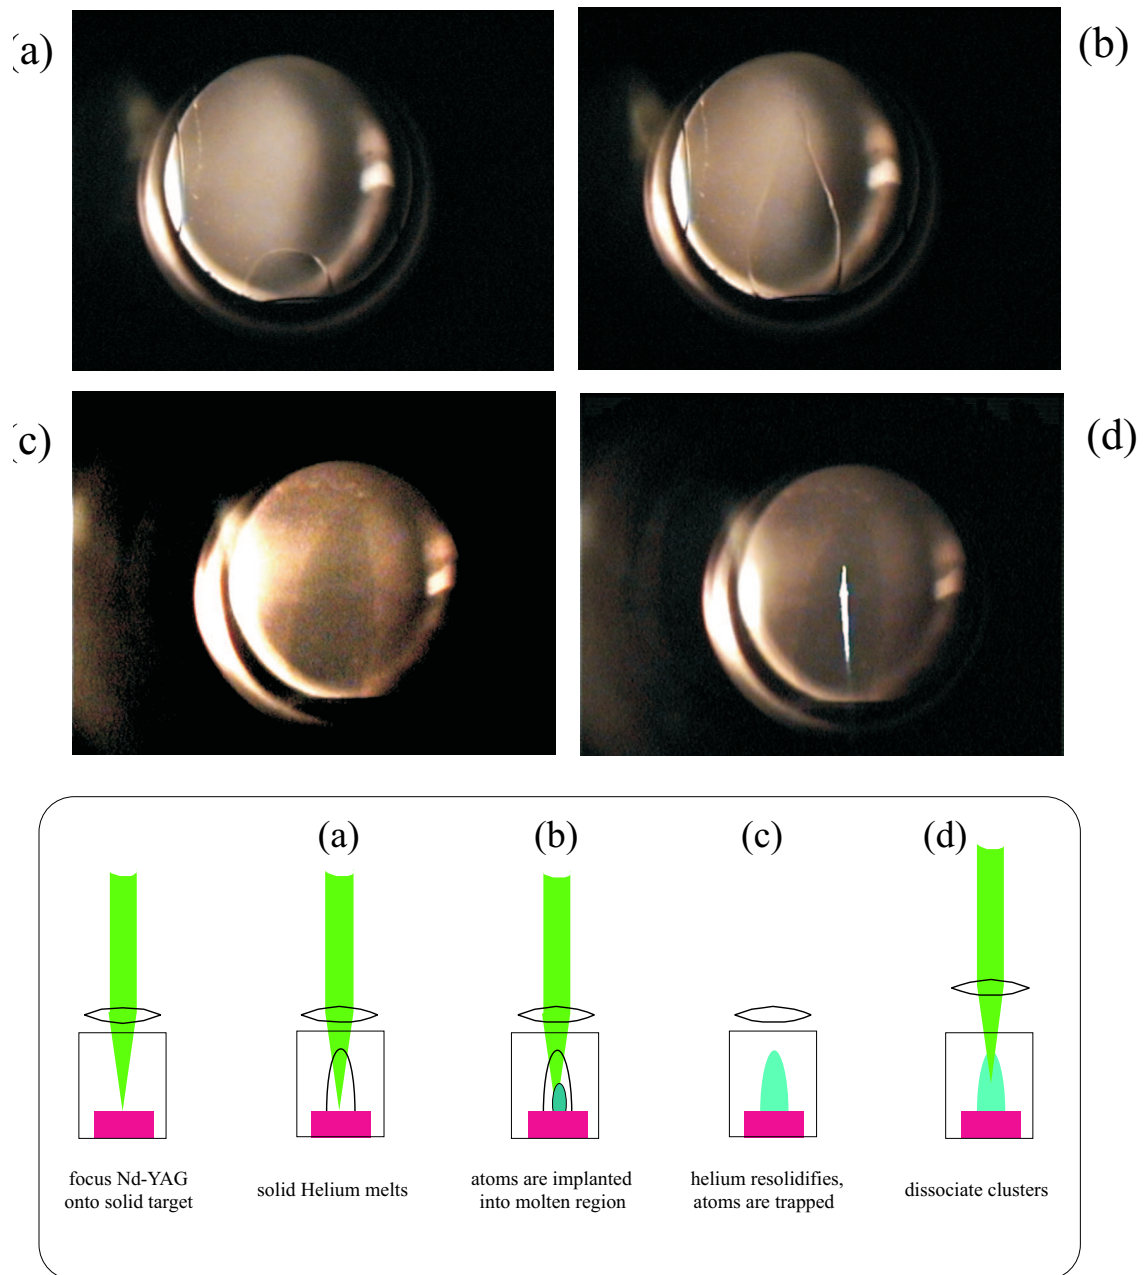 (a)
(b)
(c)
(d)
(a)
(b)
(c)
(d)
focus Nd-YAG
onto solid target
solid Helium melts
atoms are implanted
into molten region
helium resolidifies,
atoms are trapped
dissociate clusters